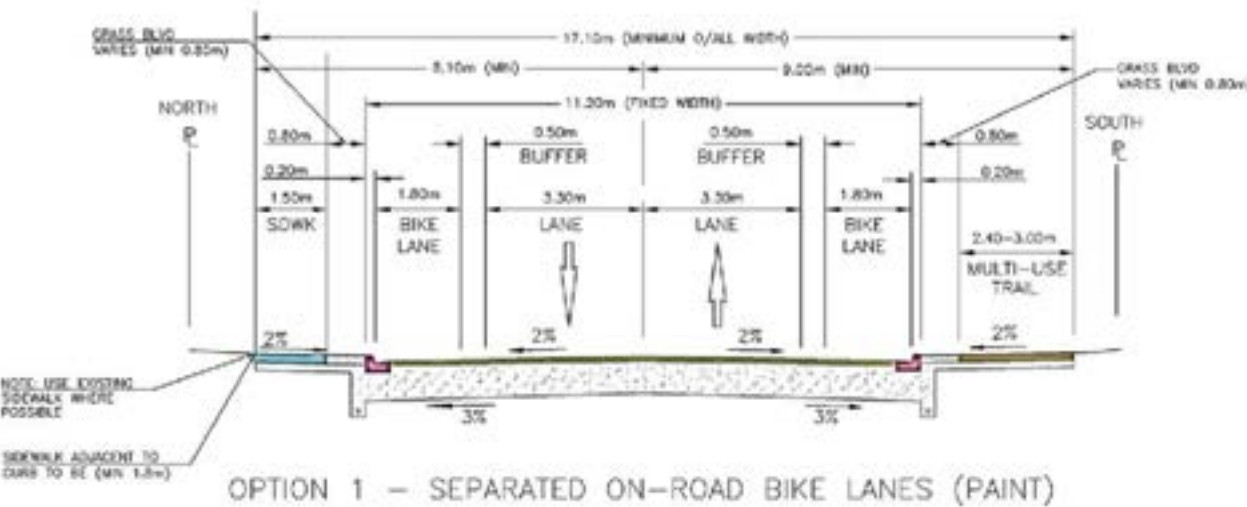 GRASS BLVD
VARIES (MIN 0.80m)
17.10m (MINIMUM O/ALL WIDTH)
8.10m (MIN)
9.00m (MIN)
GRASS BLVD
VARIES (MIN 0.80m)
11.20m (FIXED WIDTH)
NORTH
PL
SOUTH
PL
0.80m
0.50m
BUFFER
0.50m
BUFFER
0.80m
0.20m
0.20m
1.50m
SDWK
1.80m
BIKE
LANE
3.30m
LANE
3.30m
LANE
1.80m
BIKE
LANE
2.40-3.00m
MULTI-USE
TRAIL
2%
2%
2%
2%
NOTE: USE EXISTING
SIDEWALK WHERE
POSSIBLE
3%
3%
SIDEWALK ADJACENT TO
CURB TO BE (MIN 1.8m)
OPTION 1 – SEPARATED ON-ROAD BIKE LANES (PAINT)